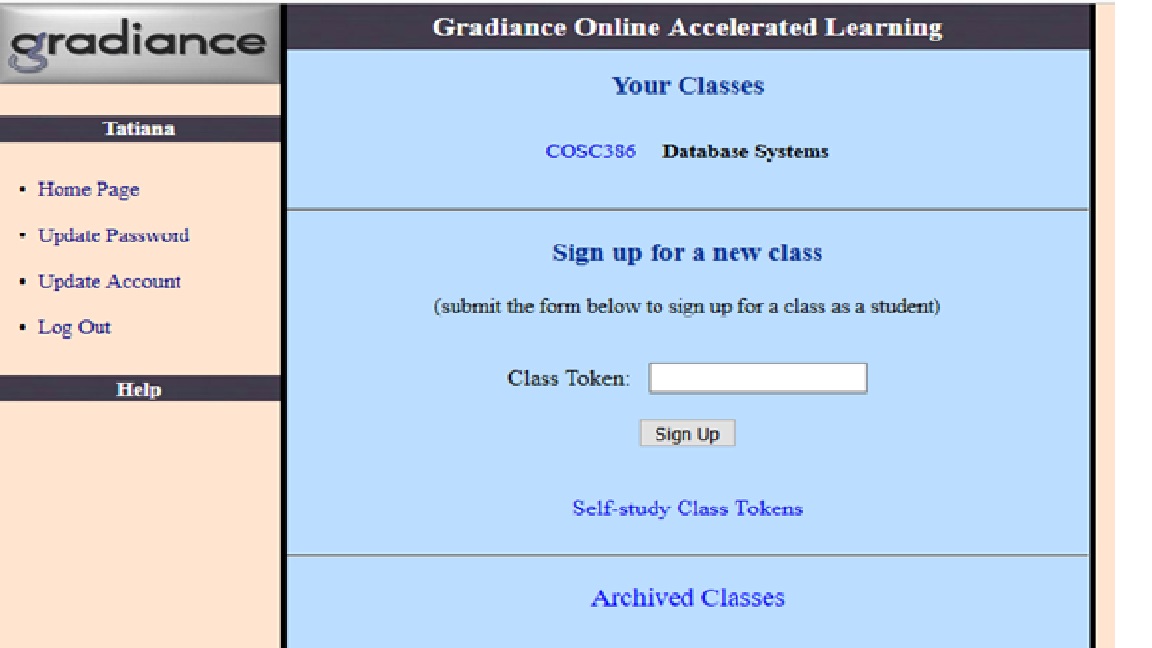 gradiance
Tatiana
Home Page
Update Password
Update Account
Log Out
Help
Gradiance Online Accelerated Learning
Your Classes
COSC386 Database Systems
Sign up for a new class
(submit the form below to sign up for a class as a student)
Class Token:
Sign Up
Self-study Class Tokens
Archived Classes